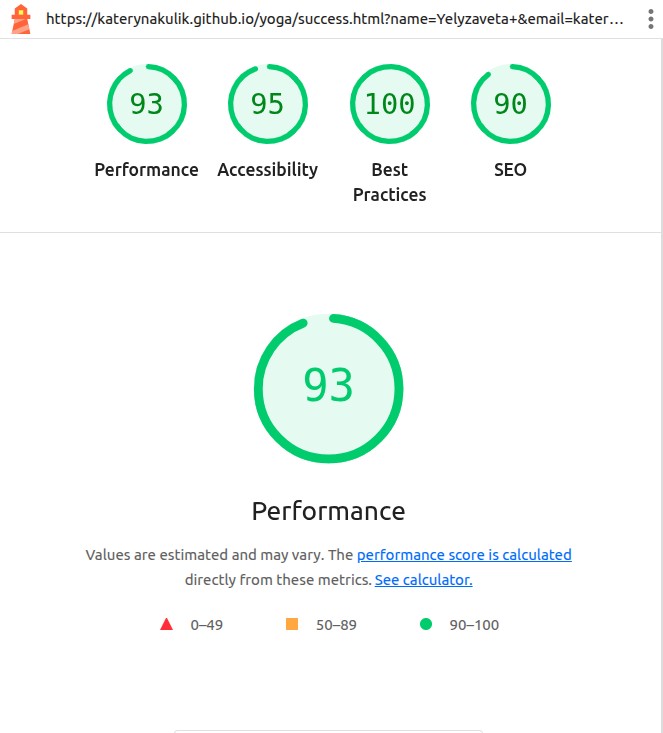 https://katerynakulik.github.io/yoga/success.html?name=Yelyzaveta+&email=kater...
93 95 100 90
Performance Accessibility Best Practices SEO
93
Performance
Values are estimated and may vary. The performance score is calculated
directly from these metrics. See calculator.
0–49 50–89 90–100